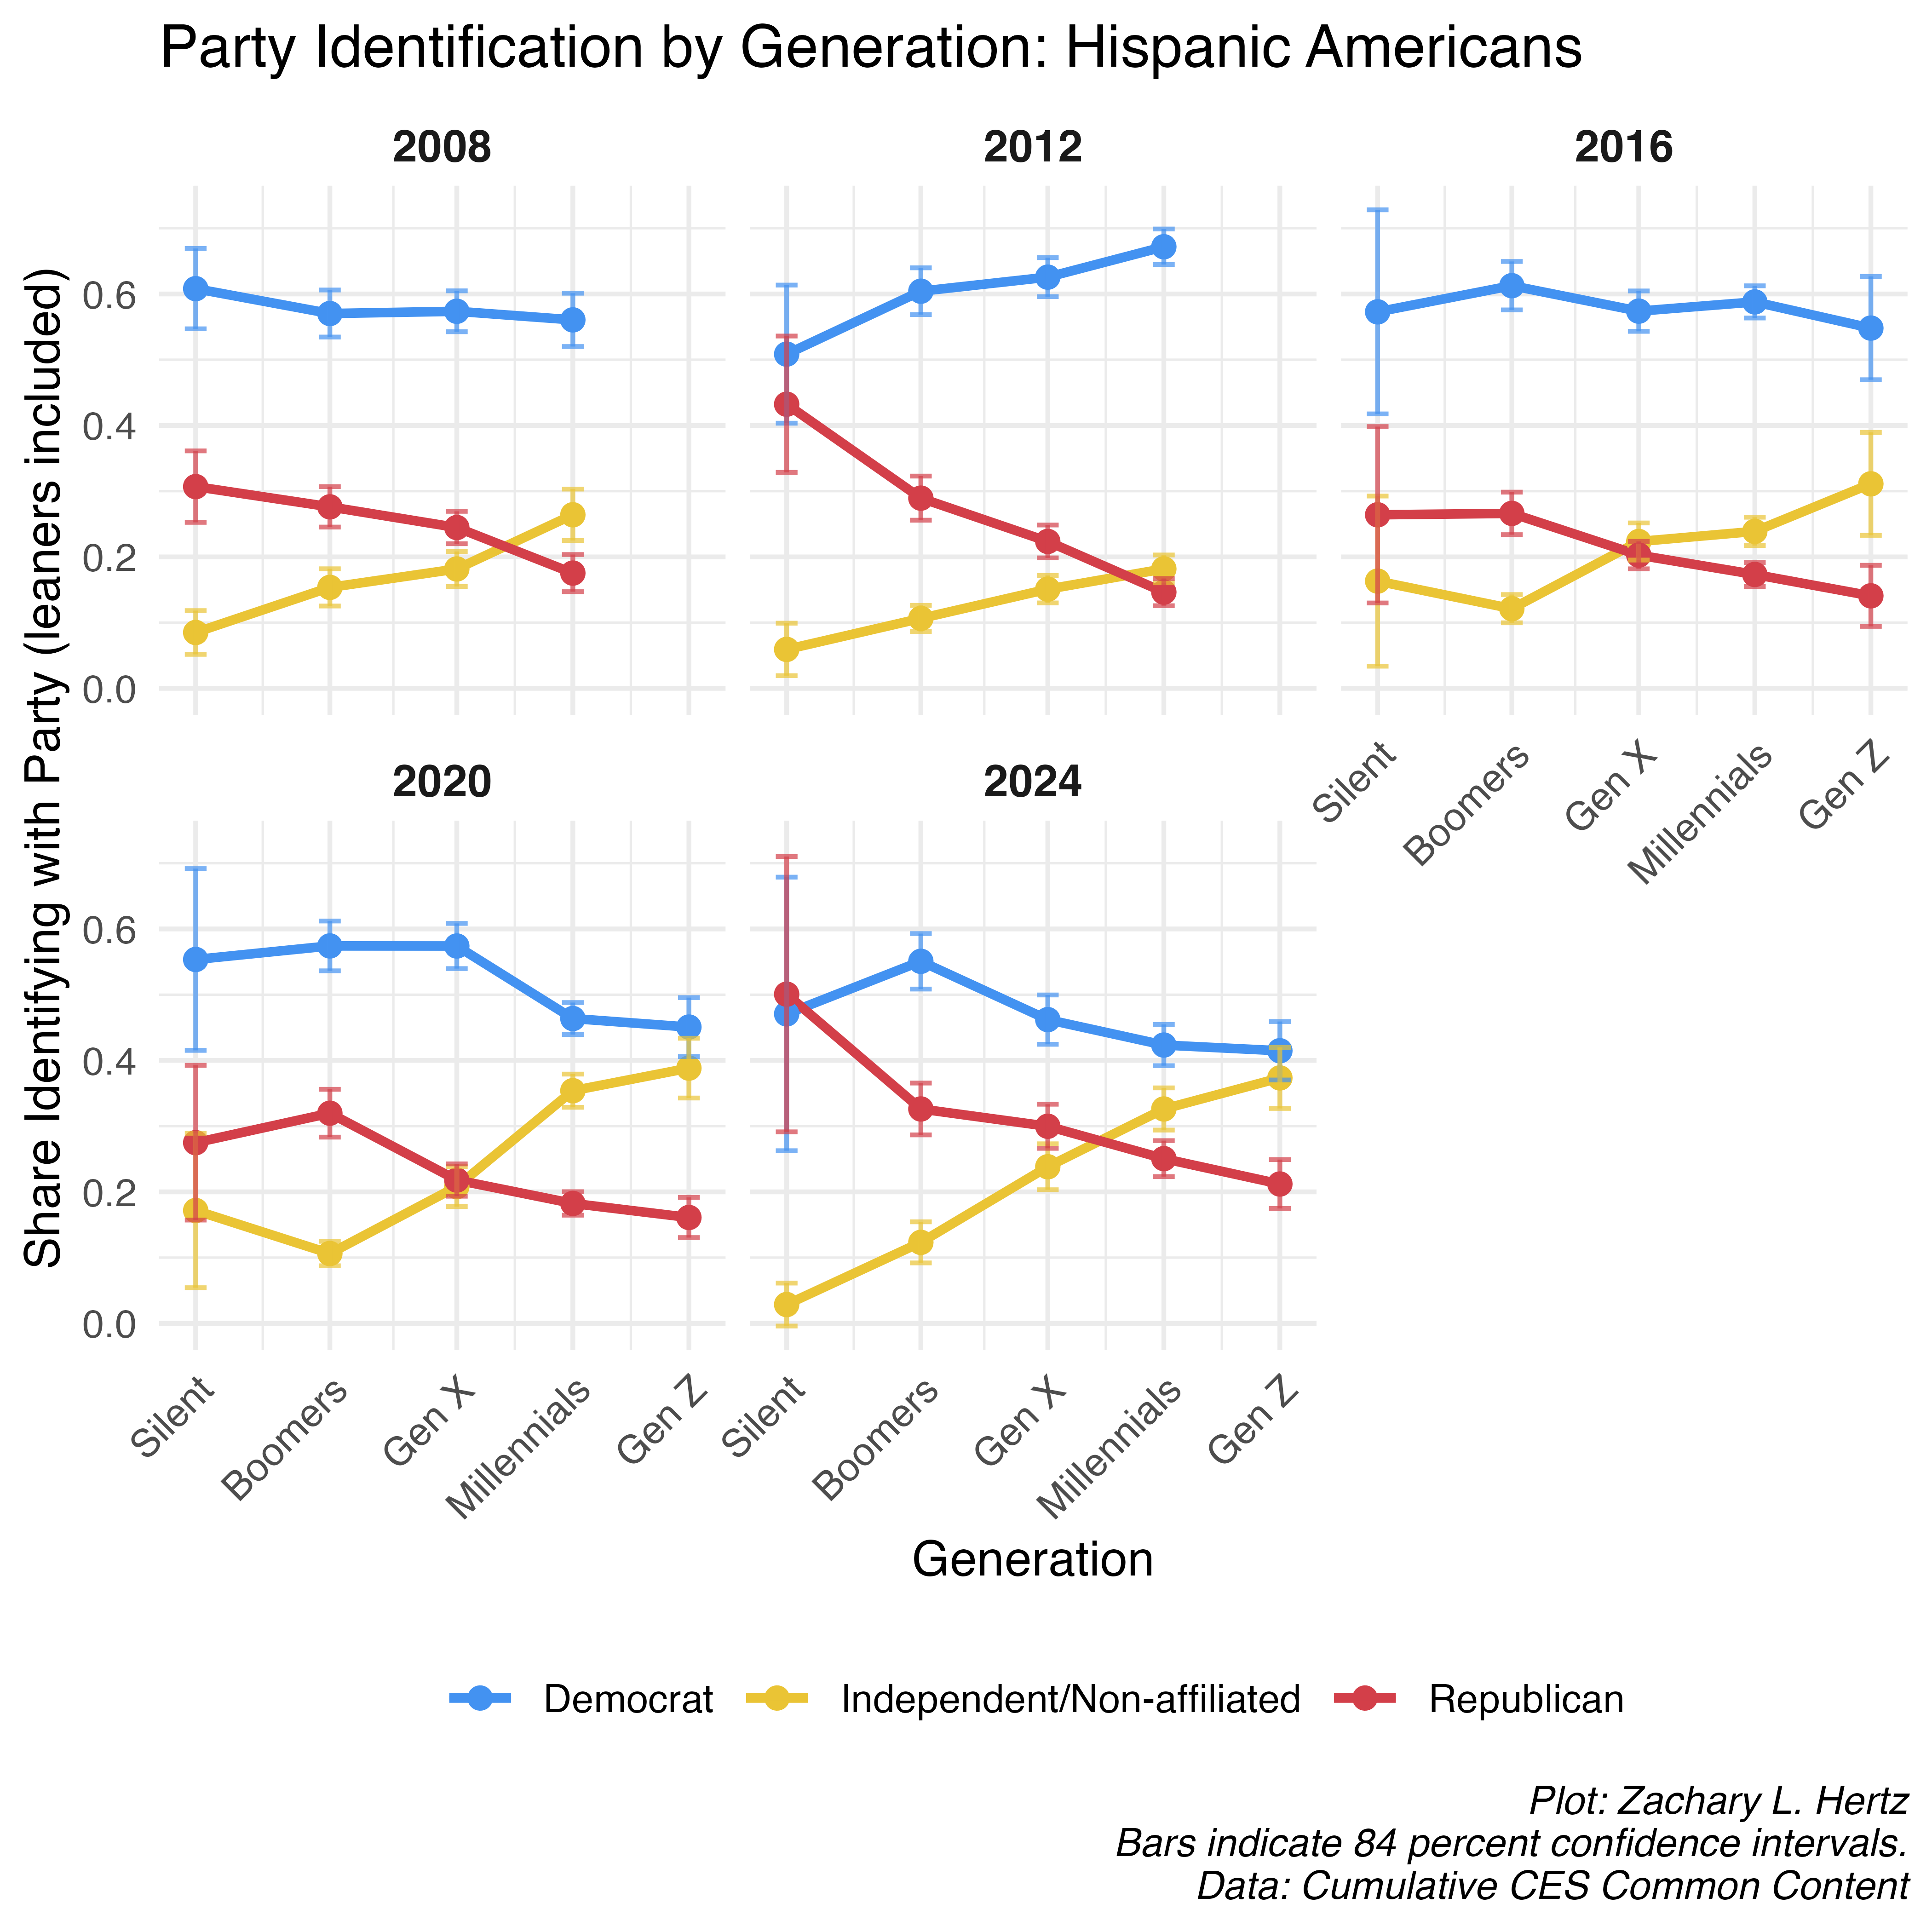 Party Identification by Generation: Hispanic Americans
2008
2012
2016
0.6
0.4
0.2
0.0
Silent
Boomers
Gen X
Millennials
Gen Z
2020
2024
0.6
0.4
0.2
0.0
Silent
Boomers
Gen X
Millennials
Gen Z
Silent
Boomers
Gen X
Millennials
Gen Z
Share Identifying with Party (leaners included)
Generation
Democrat
Independent/Non-affiliated
Republican
Plot: Zachary L. Hertz
Bars indicate 84 percent confidence intervals.
Data: Cumulative CES Common Content